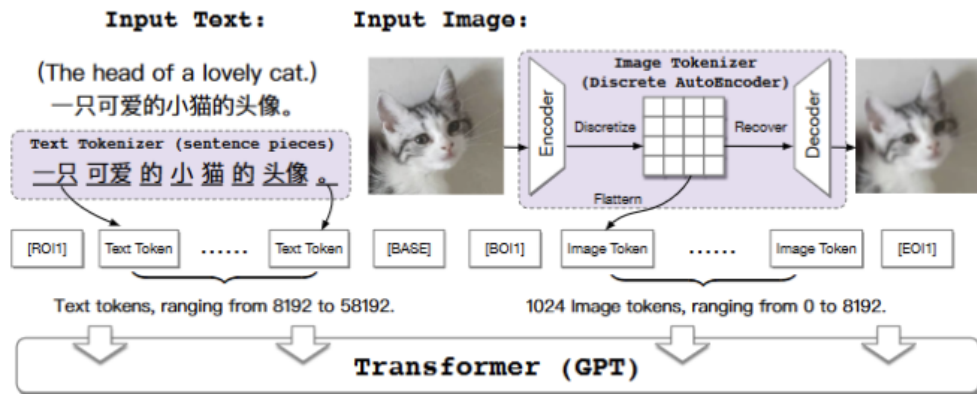 Input Text:
Input Image:
(The head of a lovely cat.)
一只可爱的小猫的头像。
Text Tokenizer (sentence pieces)
一只 可爱 的 小 猫 的 头像 。
Image Tokenizer
(Discrete AutoEncoder)
Encoder
Discretize
Recover
Decoder
Flattern
[ROI1]
Text Token
......
Text Token
[BASE]
[BOI1]
Image Token
......
Image Token
[EOI1]
Text tokens, ranging from 8192 to 58192.
1024 Image tokens, ranging from 0 to 8192.
Transformer (GPT)